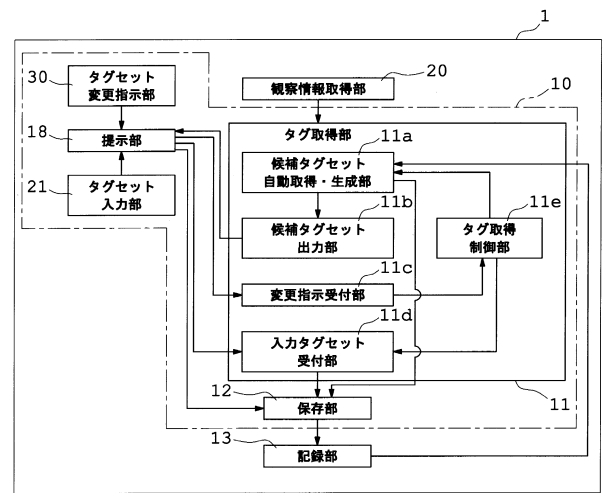 1
30
タグセット
変更指示部
18
提示部
21
タグセット
入力部
観察情報取得部
20
10
タグ取得部
11a
候補タグセット
自動取得・生成部
11b
候補タグセット
出力部
11e
タグ取得
制御部
11c
変更指示受付部
11d
入力タグセット
受付部
11
12
保存部
13
記録部